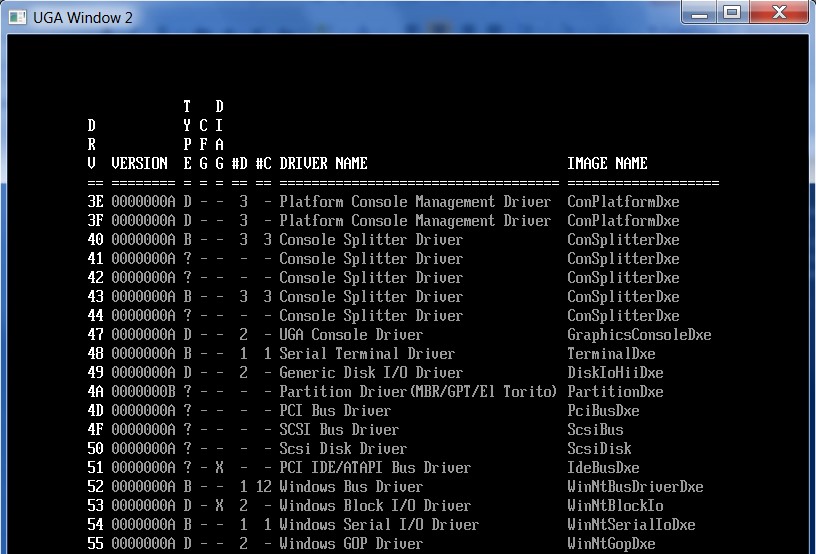 UGA Window 2
            T   D
D           Y C I
R           P F A
V VERSION   E G G #D #C DRIVER NAME                         IMAGE NAME
== ======== = = = == == =================================== ===================
3E 0000000A D - -  3  - Platform Console Management Driver  ConPlatformDxe
3F 0000000A D - -  3  - Platform Console Management Driver  ConPlatformDxe
40 0000000A B - -  3  3 Console Splitter Driver             ConSplitterDxe
41 0000000A ? - -  -  - Console Splitter Driver             ConSplitterDxe
42 0000000A ? - -  -  - Console Splitter Driver             ConSplitterDxe
43 0000000A B - -  3  3 Console Splitter Driver             ConSplitterDxe
44 0000000A ? - -  -  - Console Splitter Driver             ConSplitterDxe
47 0000000A D - -  2  - UGA Console Driver                  GraphicsConsoleDxe
48 0000000A B - -  1  1 Serial Terminal Driver              TerminalDxe
49 0000000A D - -  2  - Generic Disk I/O Driver             DiskIoHiiDxe
4A 0000000B ? - -  -  - Partition Driver(MBR/GPT/El Torito) PartitionDxe
4D 0000000A ? - -  -  - PCI Bus Driver                      PciBusDxe
4F 0000000A ? - -  -  - SCSI Bus Driver                     ScsiBus
50 0000000A ? - -  -  - Scsi Disk Driver                    ScsiDisk
51 0000000A ? - X  -  - PCI IDE/ATAPI Bus Driver            IdeBusDxe
52 0000000A B - -  1 12 Windows Bus Driver                  WinNtBusDriverDxe
53 0000000A D - X  2  - Windows Block I/O Driver            WinNtBlockIo
54 0000000A B - -  1  1 Windows Serial I/O Driver           WinNtSerialIoDxe
55 0000000A D - -  2  - Windows GOP Driver                  WinNtGopDxe